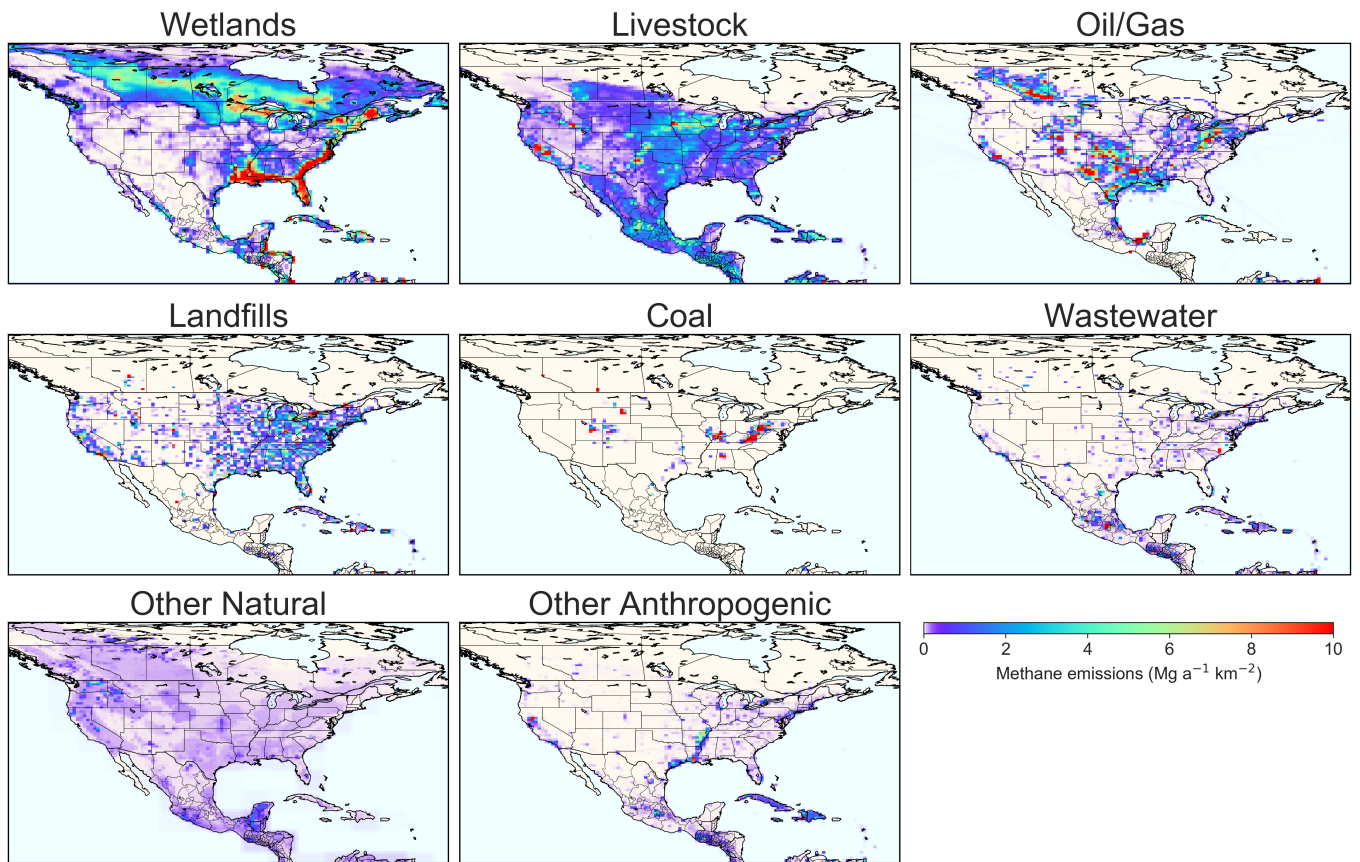 Wetlands
Livestock
Oil/Gas
Landfills
Coal
Wastewater
Other Natural
Other Anthropogenic
0 2 4 6 8 10
Methane emissions (Mg a⁻¹ km⁻²)